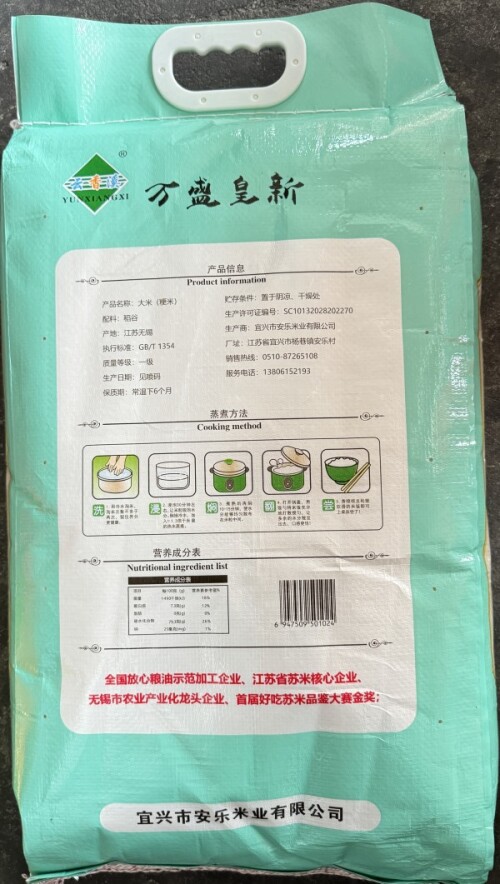 云香溪
®
YUNXIANGXI
万盛皇新
产品信息
Product information
产品名称：大米（粳米）
配料：稻谷
产地：江苏无锡
执行标准：GB/T 1354
质量等级：一级
生产日期：见喷码
保质期：常温下6个月
贮存条件：置于阴凉、干燥处
生产许可证编号：SC10132028202270
生产商：宜兴市安乐米业有限公司
厂址：江苏省宜兴市杨巷镇安乐村
销售热线：0510-87265108
服务电话：13806152193
蒸煮方法
Cooking method
洗
浸
焖
翻
尝
营养成分表
Nutritional ingredient list
营养成分表
6 947509 501024
全国放心粮油示范加工企业、江苏省苏米核心企业、
无锡市农业产业化龙头企业、首届好吃苏米品鉴大赛金奖；
宜兴市安乐米业有限公司